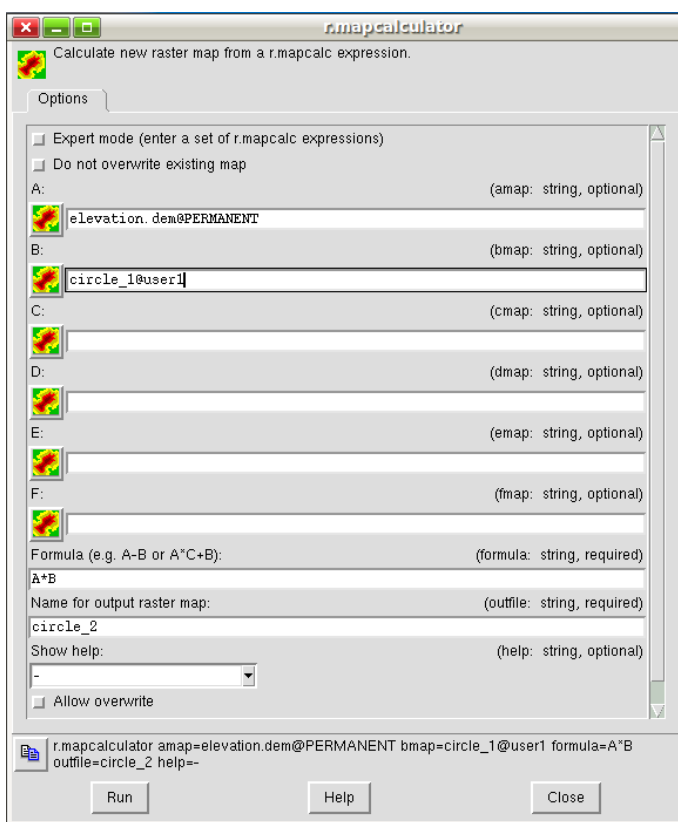 r.mapcalculator
Calculate new raster map from a r.mapcalc expression.
Options
Expert mode (enter a set of r.mapcalc expressions)
Do not overwrite existing map
A: (amap: string, optional)
elevation.dem@PERMANENT
B: (bmap: string, optional)
circle_1@user1
C: (cmap: string, optional)
D: (dmap: string, optional)
E: (emap: string, optional)
F: (fmap: string, optional)
Formula (e.g. A-B or A*C+B): (formula: string, required)
A*B
Name for output raster map: (outfile: string, required)
circle_2
Show help: (help: string, optional)
-
Allow overwrite
r.mapcalculator amap=elevation.dem@PERMANENT bmap=circle_1@user1 formula=A*B
outfile=circle_2 help=-
Run Help Close